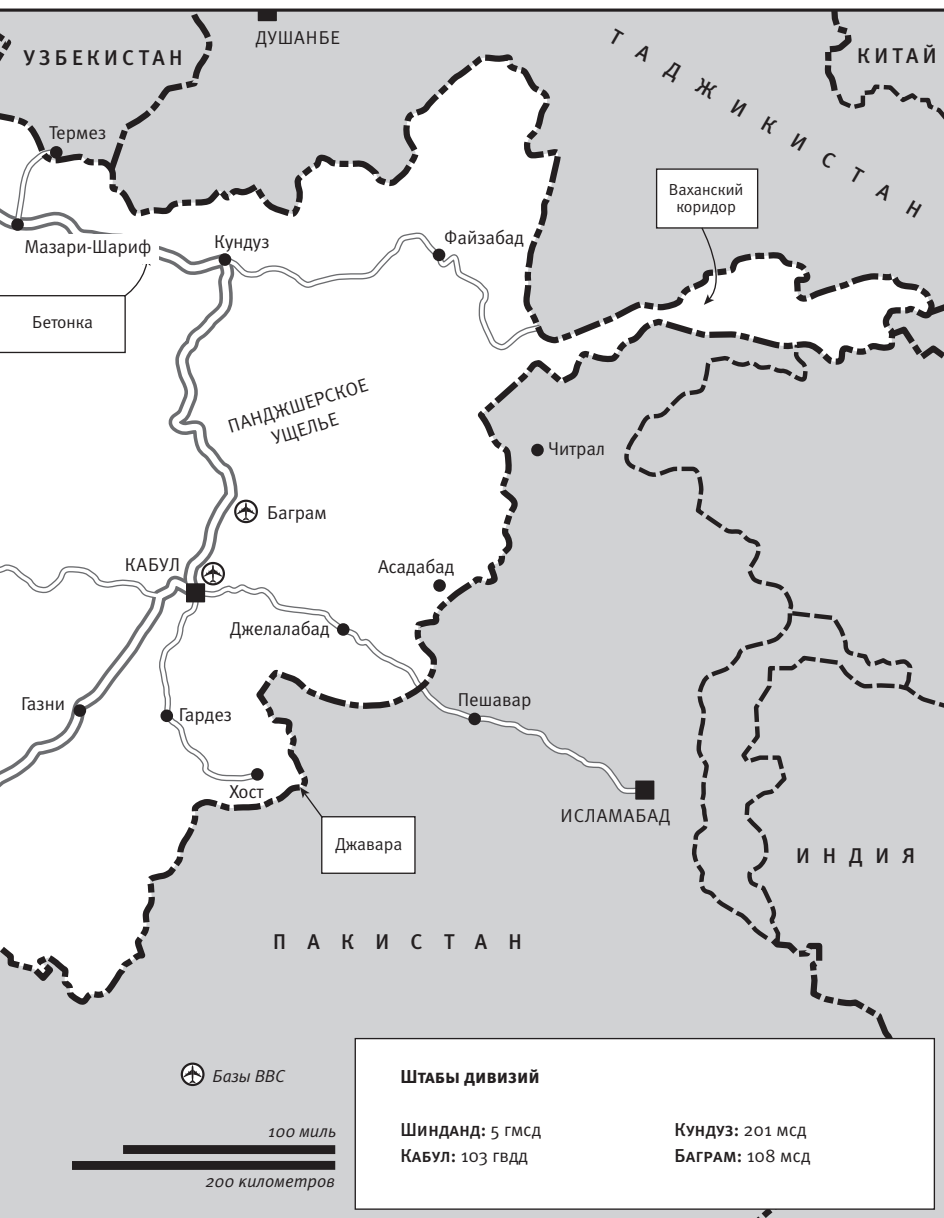 ДУШАНБЕ
УЗБЕКИСТАН
ТАДЖИКИСТАН
КИТАЙ
Термез
Ваханский
коридор
Мазари-Шариф
Кундуз
Файзабад
Бетонка
ПАНДЖШЕРСКОЕ
УЩЕЛЬЕ
Читрал
Баграм
КАБУЛ
Асадабад
Джелалабад
Газни
Гардез
Пешавар
Хост
ИСЛАМАБАД
Джавара
ИНДИЯ
ПАКИСТАН
Базы ВВС
100 миль
200 километров
Штабы дивизий
Шинданд: 5 гмсд
Кабул: 103 гвдд
Кундуз: 201 мсд
Баграм: 108 мсд